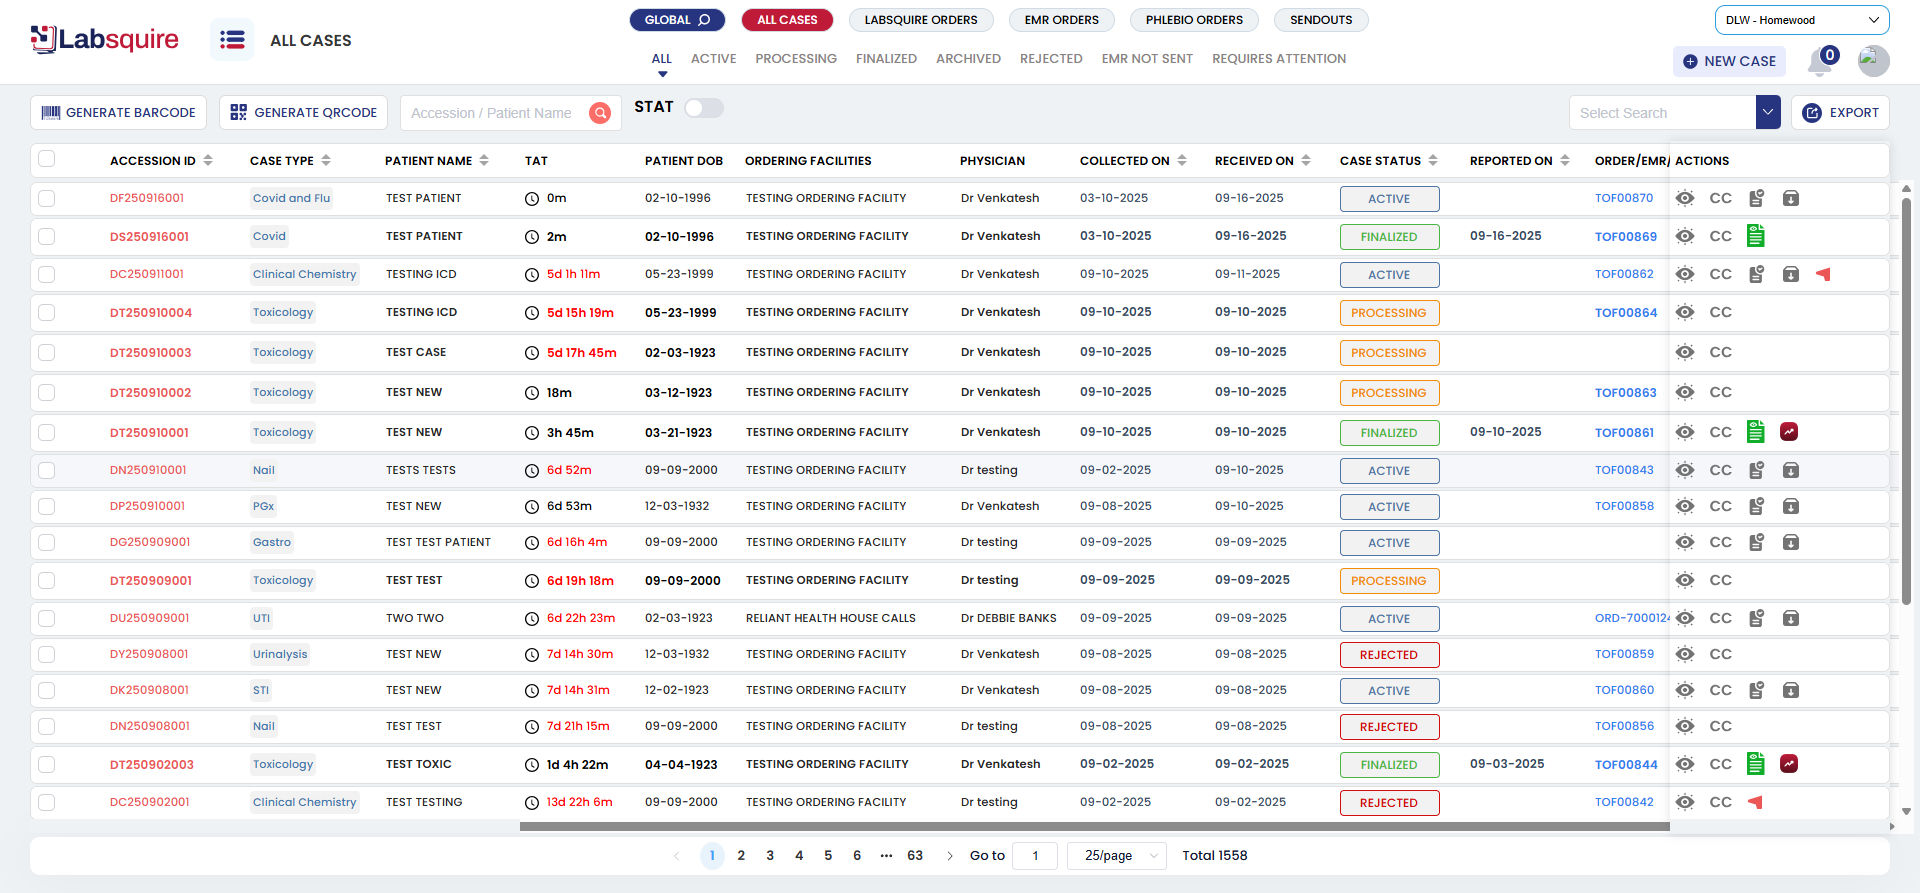 Labsquire
ALL CASES
GLOBAL
ALL CASES
LABSQUIRE ORDERS
EMR ORDERS
PHLEBIO ORDERS
SENDOUTS
ALL ACTIVE PROCESSING FINALIZED ARCHIVED REJECTED EMR NOT SENT REQUIRES ATTENTION
DLW - Homewood
NEW CASE
0
GENERATE BARCODE
GENERATE QRCODE
Accession / Patient Name
STAT
Select Search
EXPORT
ACCESSION ID CASE TYPE PATIENT NAME TAT PATIENT DOB ORDERING FACILITIES PHYSICIAN COLLECTED ON RECEIVED ON CASE STATUS REPORTED ON ORDER/EMR/ ACTIONS
DF250916001 Covid and Flu TEST PATIENT 0m 02-10-1996 TESTING ORDERING FACILITY Dr Venkatesh 03-10-2025 09-16-2025 ACTIVE TOF00870 CC
DS250916001 Covid TEST PATIENT 2m 02-10-1996 TESTING ORDERING FACILITY Dr Venkatesh 03-10-2025 09-16-2025 FINALIZED 09-16-2025 TOF00869 CC
DC250911001 Clinical Chemistry TESTING ICD 5d 1h 11m 05-23-1999 TESTING ORDERING FACILITY Dr Venkatesh 09-10-2025 09-11-2025 ACTIVE TOF00862 CC
DT250910004 Toxicology TESTING ICD 5d 15h 19m 05-23-1999 TESTING ORDERING FACILITY Dr Venkatesh 09-10-2025 09-10-2025 PROCESSING TOF00864 CC
DT250910003 Toxicology TEST CASE 5d 17h 45m 02-03-1923 TESTING ORDERING FACILITY Dr Venkatesh 09-10-2025 09-10-2025 PROCESSING CC
DT250910002 Toxicology TEST NEW 18m 03-12-1923 TESTING ORDERING FACILITY Dr Venkatesh 09-10-2025 09-10-2025 PROCESSING TOF00863 CC
DT250910001 Toxicology TEST NEW 3h 45m 03-21-1923 TESTING ORDERING FACILITY Dr Venkatesh 09-10-2025 09-10-2025 FINALIZED 09-10-2025 TOF00861 CC
DN250910001 Nail TESTS TESTS 6d 52m 09-09-2000 TESTING ORDERING FACILITY Dr testing 09-02-2025 09-10-2025 ACTIVE TOF00843 CC
DP250910001 PGx TEST NEW 6d 53m 12-03-1932 TESTING ORDERING FACILITY Dr Venkatesh 09-08-2025 09-10-2025 ACTIVE TOF00858 CC
DG250909001 Gastro TEST TEST PATIENT 6d 16h 4m 09-09-2000 TESTING ORDERING FACILITY Dr testing 09-09-2025 09-09-2025 ACTIVE CC
DT250909001 Toxicology TEST TEST 6d 19h 18m 09-09-2000 TESTING ORDERING FACILITY Dr testing 09-09-2025 09-09-2025 PROCESSING CC
DU250909001 UTI TWO TWO 6d 22h 23m 02-03-1923 RELIANT HEALTH HOUSE CALLS Dr DEBBIE BANKS 09-09-2025 09-09-2025 ACTIVE ORD-7000124 CC
DY250908001 Urinalysis TEST NEW 7d 14h 30m 12-03-1932 TESTING ORDERING FACILITY Dr Venkatesh 09-08-2025 09-08-2025 REJECTED TOF00859 CC
DK250908001 STI TEST NEW 7d 14h 31m 12-02-1923 TESTING ORDERING FACILITY Dr Venkatesh 09-08-2025 09-08-2025 ACTIVE TOF00860 CC
DN250908001 Nail TEST TEST 7d 21h 15m 09-09-2000 TESTING ORDERING FACILITY Dr testing 09-08-2025 09-08-2025 REJECTED TOF00856 CC
DT250902003 Toxicology TEST TOXIC 1d 4h 22m 04-04-1923 TESTING ORDERING FACILITY Dr Venkatesh 09-02-2025 09-02-2025 FINALIZED 09-03-2025 TOF00844 CC
DC250902001 Clinical Chemistry TEST TESTING 13d 22h 6m 09-09-2000 TESTING ORDERING FACILITY Dr testing 09-02-2025 09-02-2025 REJECTED TOF00842 CC
1 2 3 4 5 6 ••• 63 Go to 1 25/page Total 1558